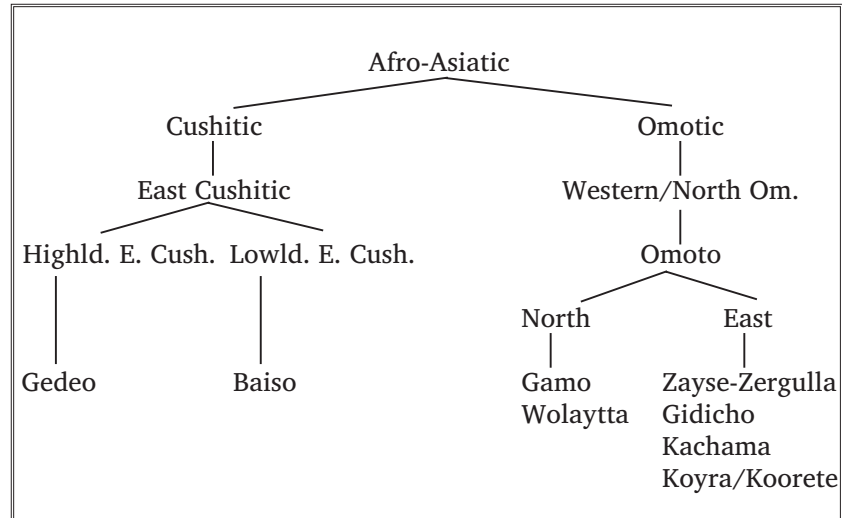 Afro-Asiatic
Cushitic Omotic
East Cushitic Western/North Om.
Highld. E. Cush. Lowld. E. Cush. Omoto
North East
Gedeo Baiso Gamo Zayse-Zergulla
Wolaytta Gidicho
Kachama
Koyra/Koorete